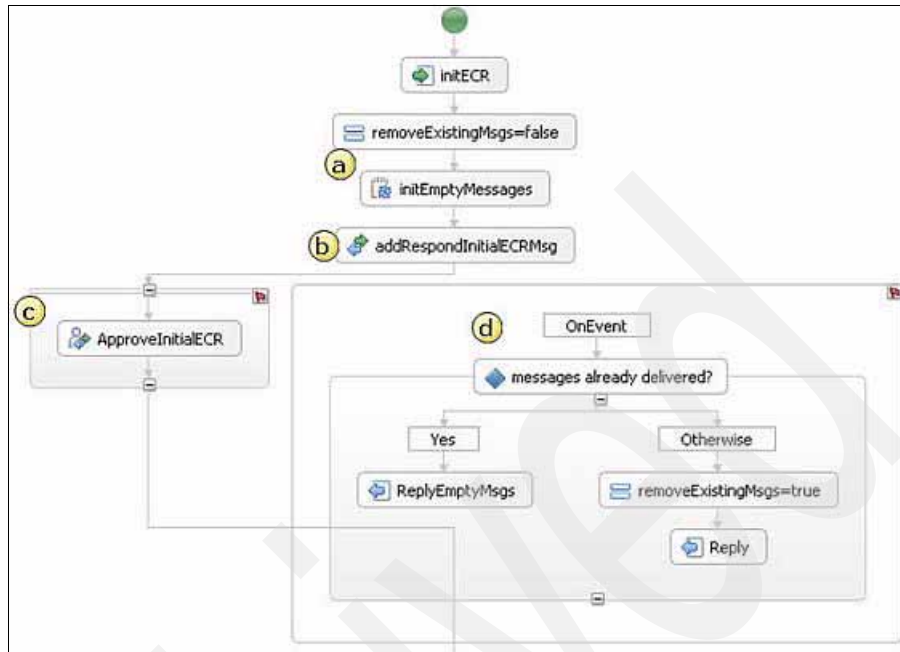 initECR
removeExistingMsgs=false
a
initEmptyMessages
b
addRespondInitialECRMsg
c
ApproveInitialECR
d
OnEvent
messages already delivered?
Yes
Otherwise
ReplyEmptyMsgs
removeExistingMsgs=true
Reply